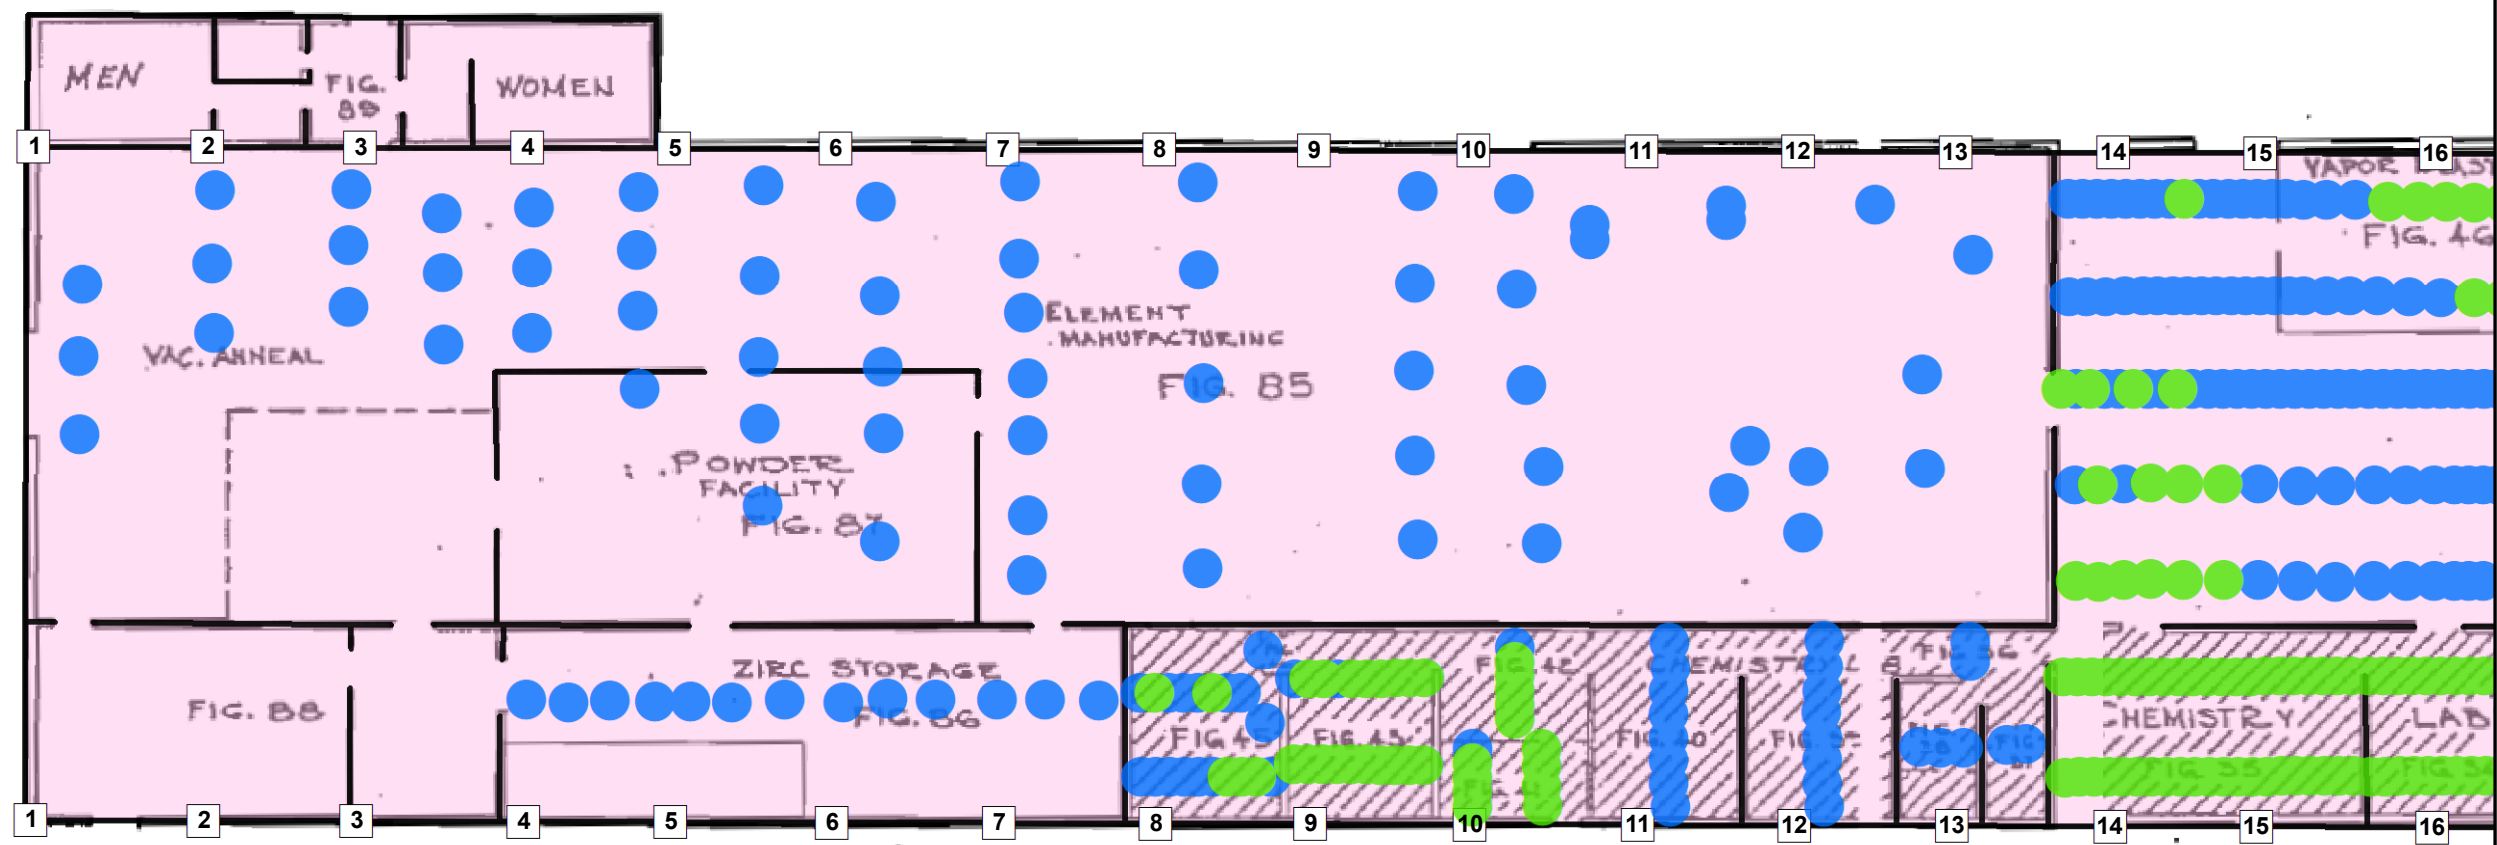 MEN
FIG.
89
WOMEN
1 2 3 4 5 6 7 8 9 10 11 12 13 14 15 16
VAPOR
FIG. 46
ELEMENT
MANUFACTURING
FIG. 85
VAC. ANNEAL
POWDER
FACILITY
FIG. 87
ZIRC STORAGE
FIG. 86
FIG. 88
FIG 45
FIG. 43
FIG 42
CHEMISTRY
CHEMISTRY
LAB
FIG 35
1 2 3 4 5 6 7 8 9 10 11 12 13 14 15 16